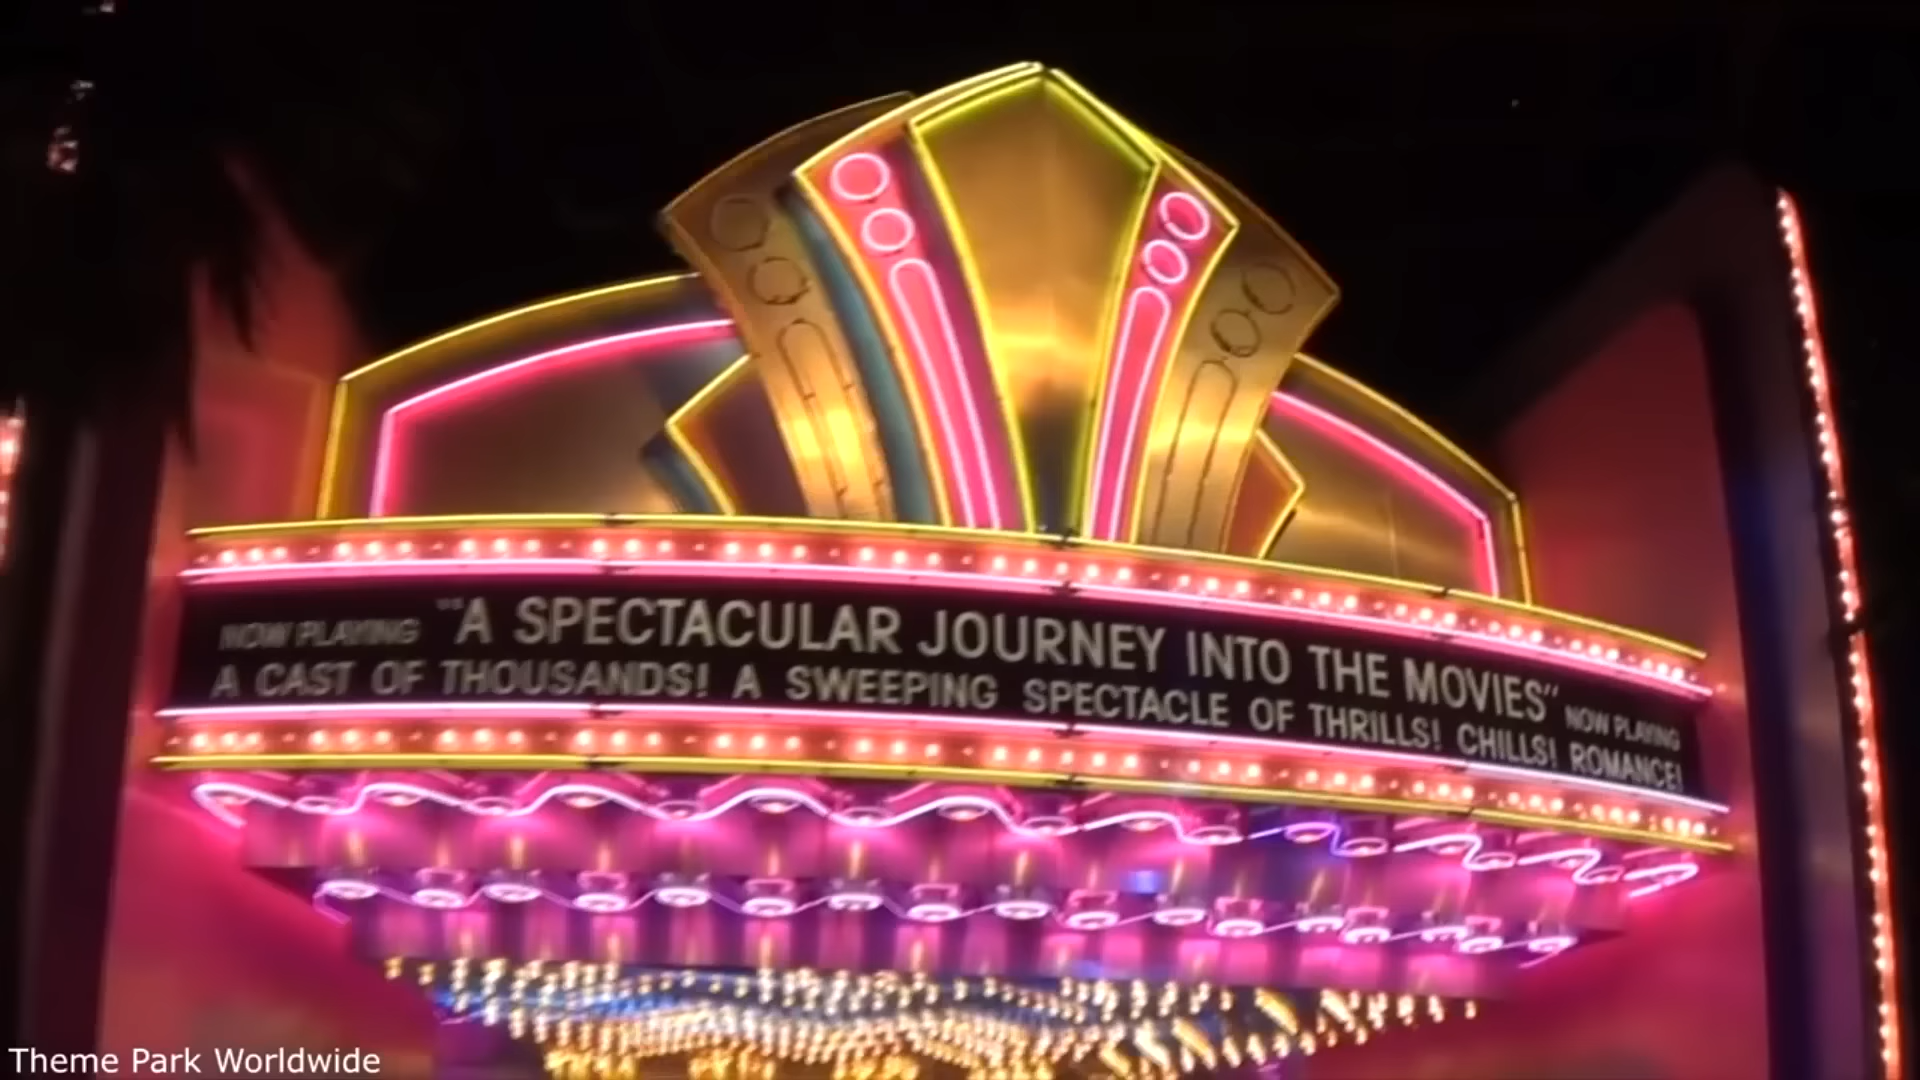 NOW PLAYING "A SPECTACULAR JOURNEY INTO THE MOVIES" NOW PLAYING
A CAST OF THOUSANDS! A SWEEPING SPECTACLE OF THRILLS! CHILLS! ROMANCE!
Theme Park Worldwide